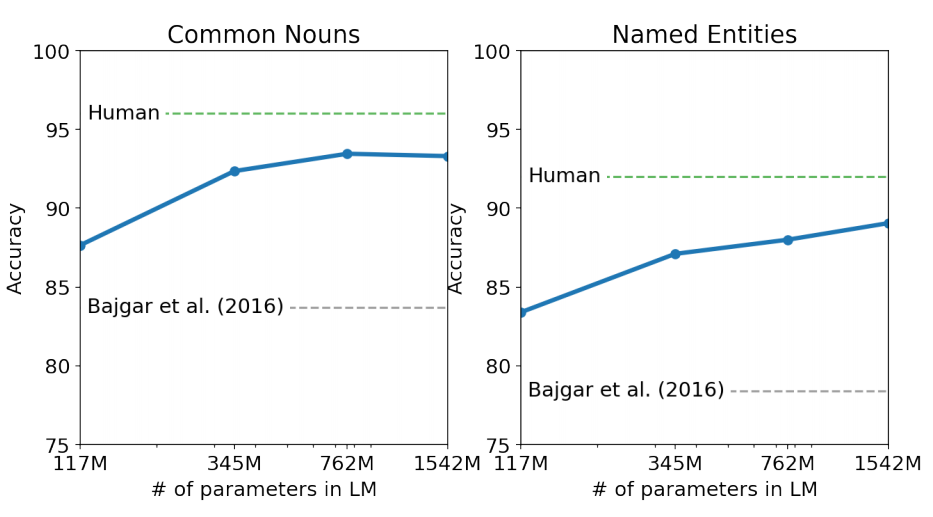 Common Nouns
100
95
90
85
80
75
Accuracy
Human
Bajgar et al. (2016)
117M
345M
762M
1542M
# of parameters in LM
Named Entities
100
95
90
85
80
75
Accuracy
Human
Bajgar et al. (2016)
117M
345M
762M
1542M
# of parameters in LM